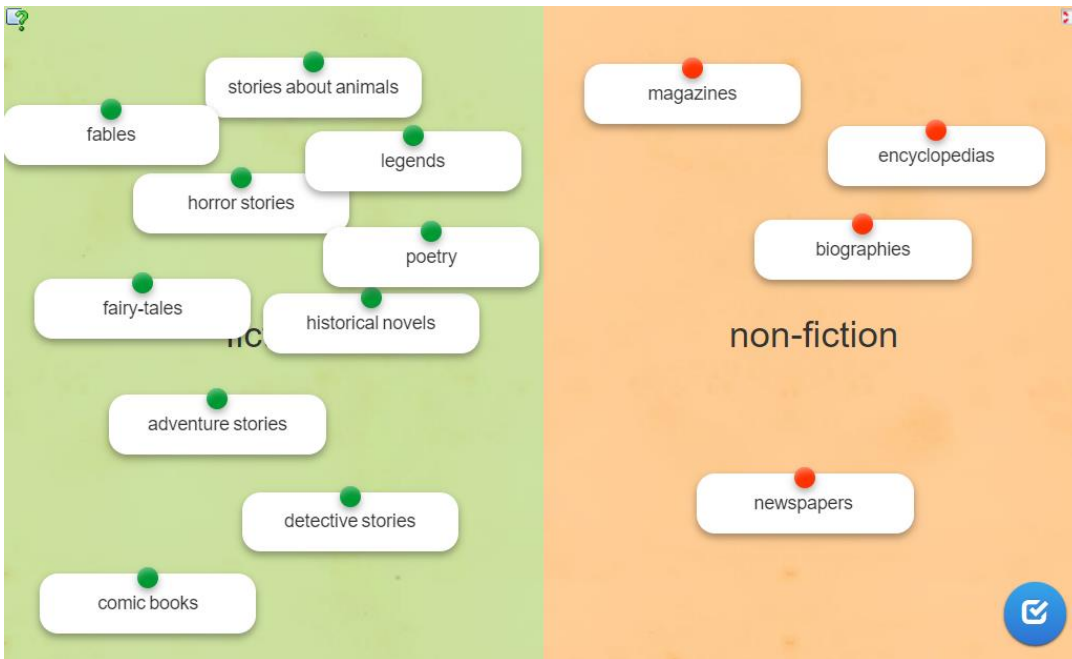 stories about animals
fables
legends
horror stories
poetry
fairy-tales
historical novels
adventure stories
detective stories
comic books
magazines
encyclopedias
biographies
non-fiction
newspapers